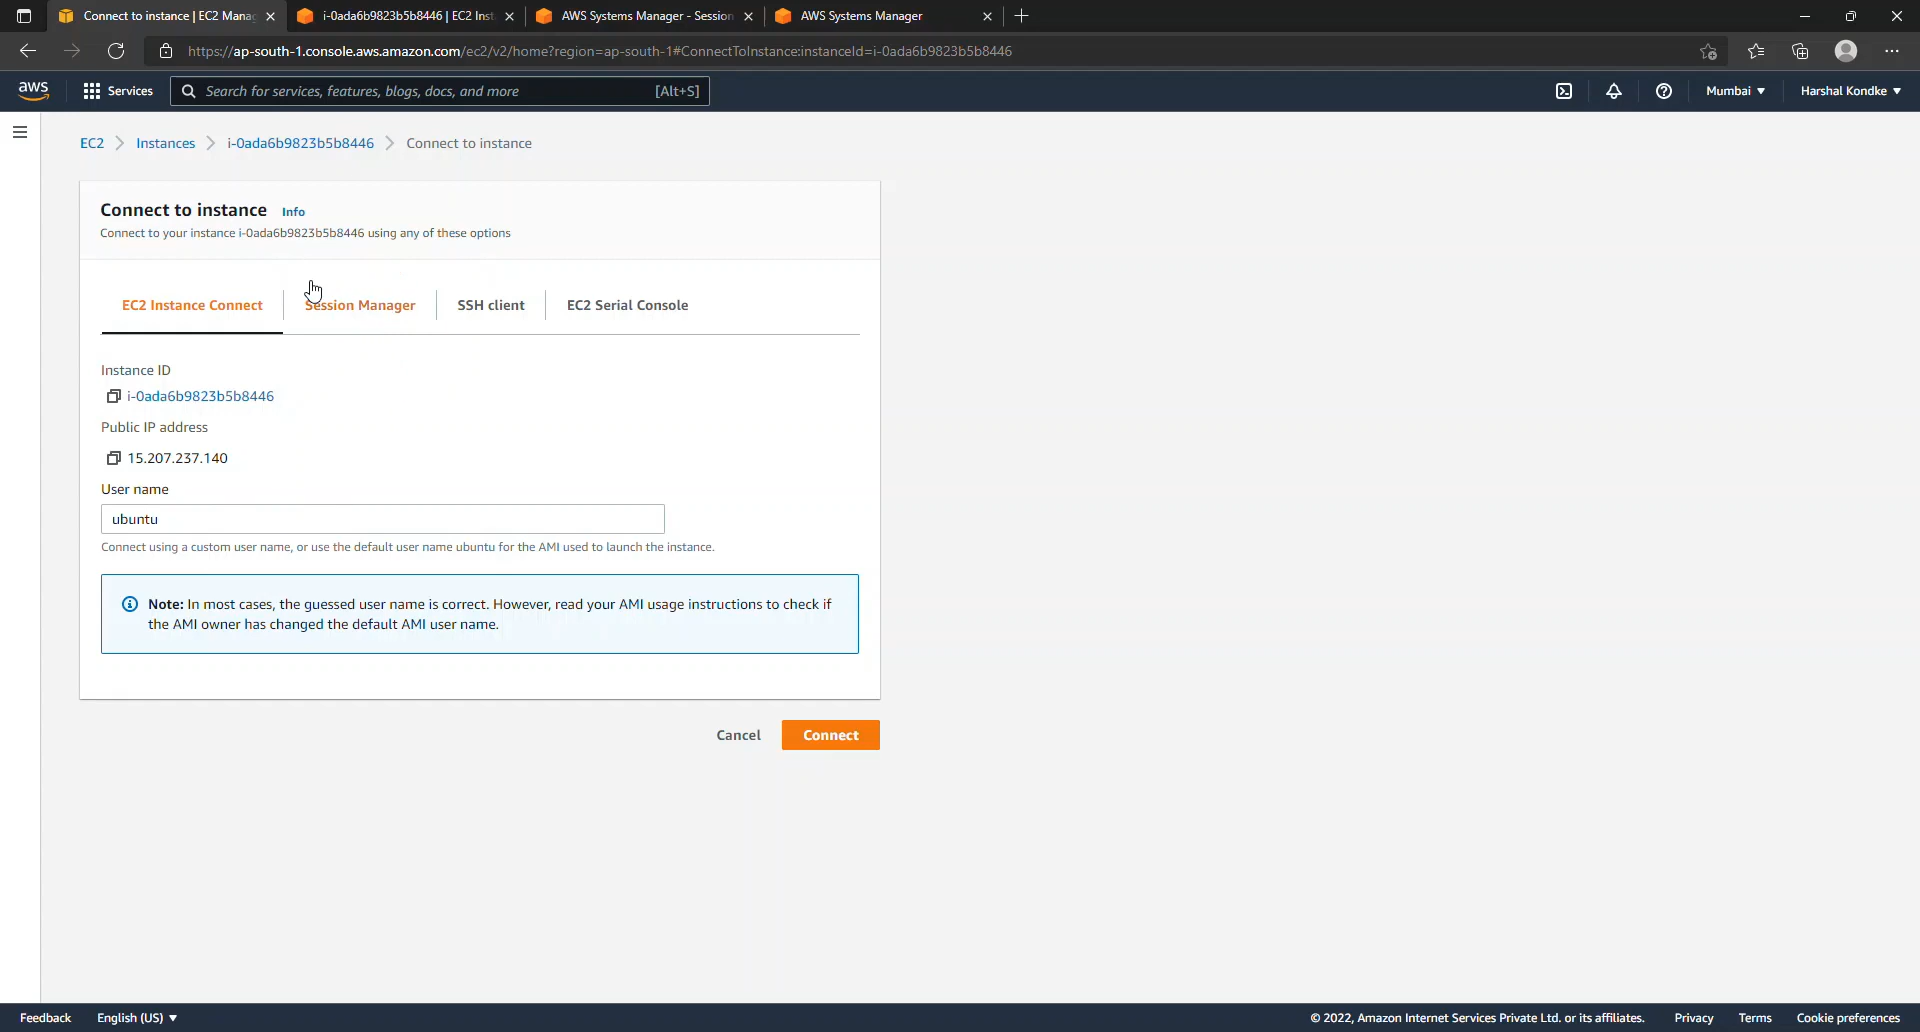 Connect to instance | EC2 Mana
i-0ada6b9823b5b8446 | EC2 Inst
AWS Systems Manager - Session
AWS Systems Manager
https://ap-south-1.console.aws.amazon.com/ec2/v2/home?region=ap-south-1#ConnectToInstance:instanceId=i-0ada6b9823b5b8446
aws
Services
Search for services, features, blogs, docs, and more
[Alt+S]
Mumbai
Harshal Kondke
EC2
Instances
i-0ada6b9823b5b8446
Connect to instance
Connect to instance Info
Connect to your instance i-0ada6b9823b5b8446 using any of these options
EC2 Instance Connect
Session Manager
SSH client
EC2 Serial Console
Instance ID
i-0ada6b9823b5b8446
Public IP address
15.207.237.140
User name
ubuntu
Connect using a custom user name, or use the default user name ubuntu for the AMI used to launch the instance.
Note: In most cases, the guessed user name is correct. However, read your AMI usage instructions to check if
the AMI owner has changed the default AMI user name.
Cancel
Connect
Feedback
English (US)
© 2022, Amazon Internet Services Private Ltd. or its affiliates.
Privacy
Terms
Cookie preferences